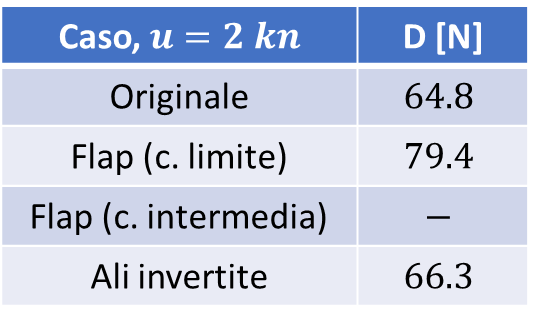 Caso, u = 2 kn D [N]
Originale 64.8
Flap (c. limite) 79.4
Flap (c. intermedia) –
Ali invertite 66.3